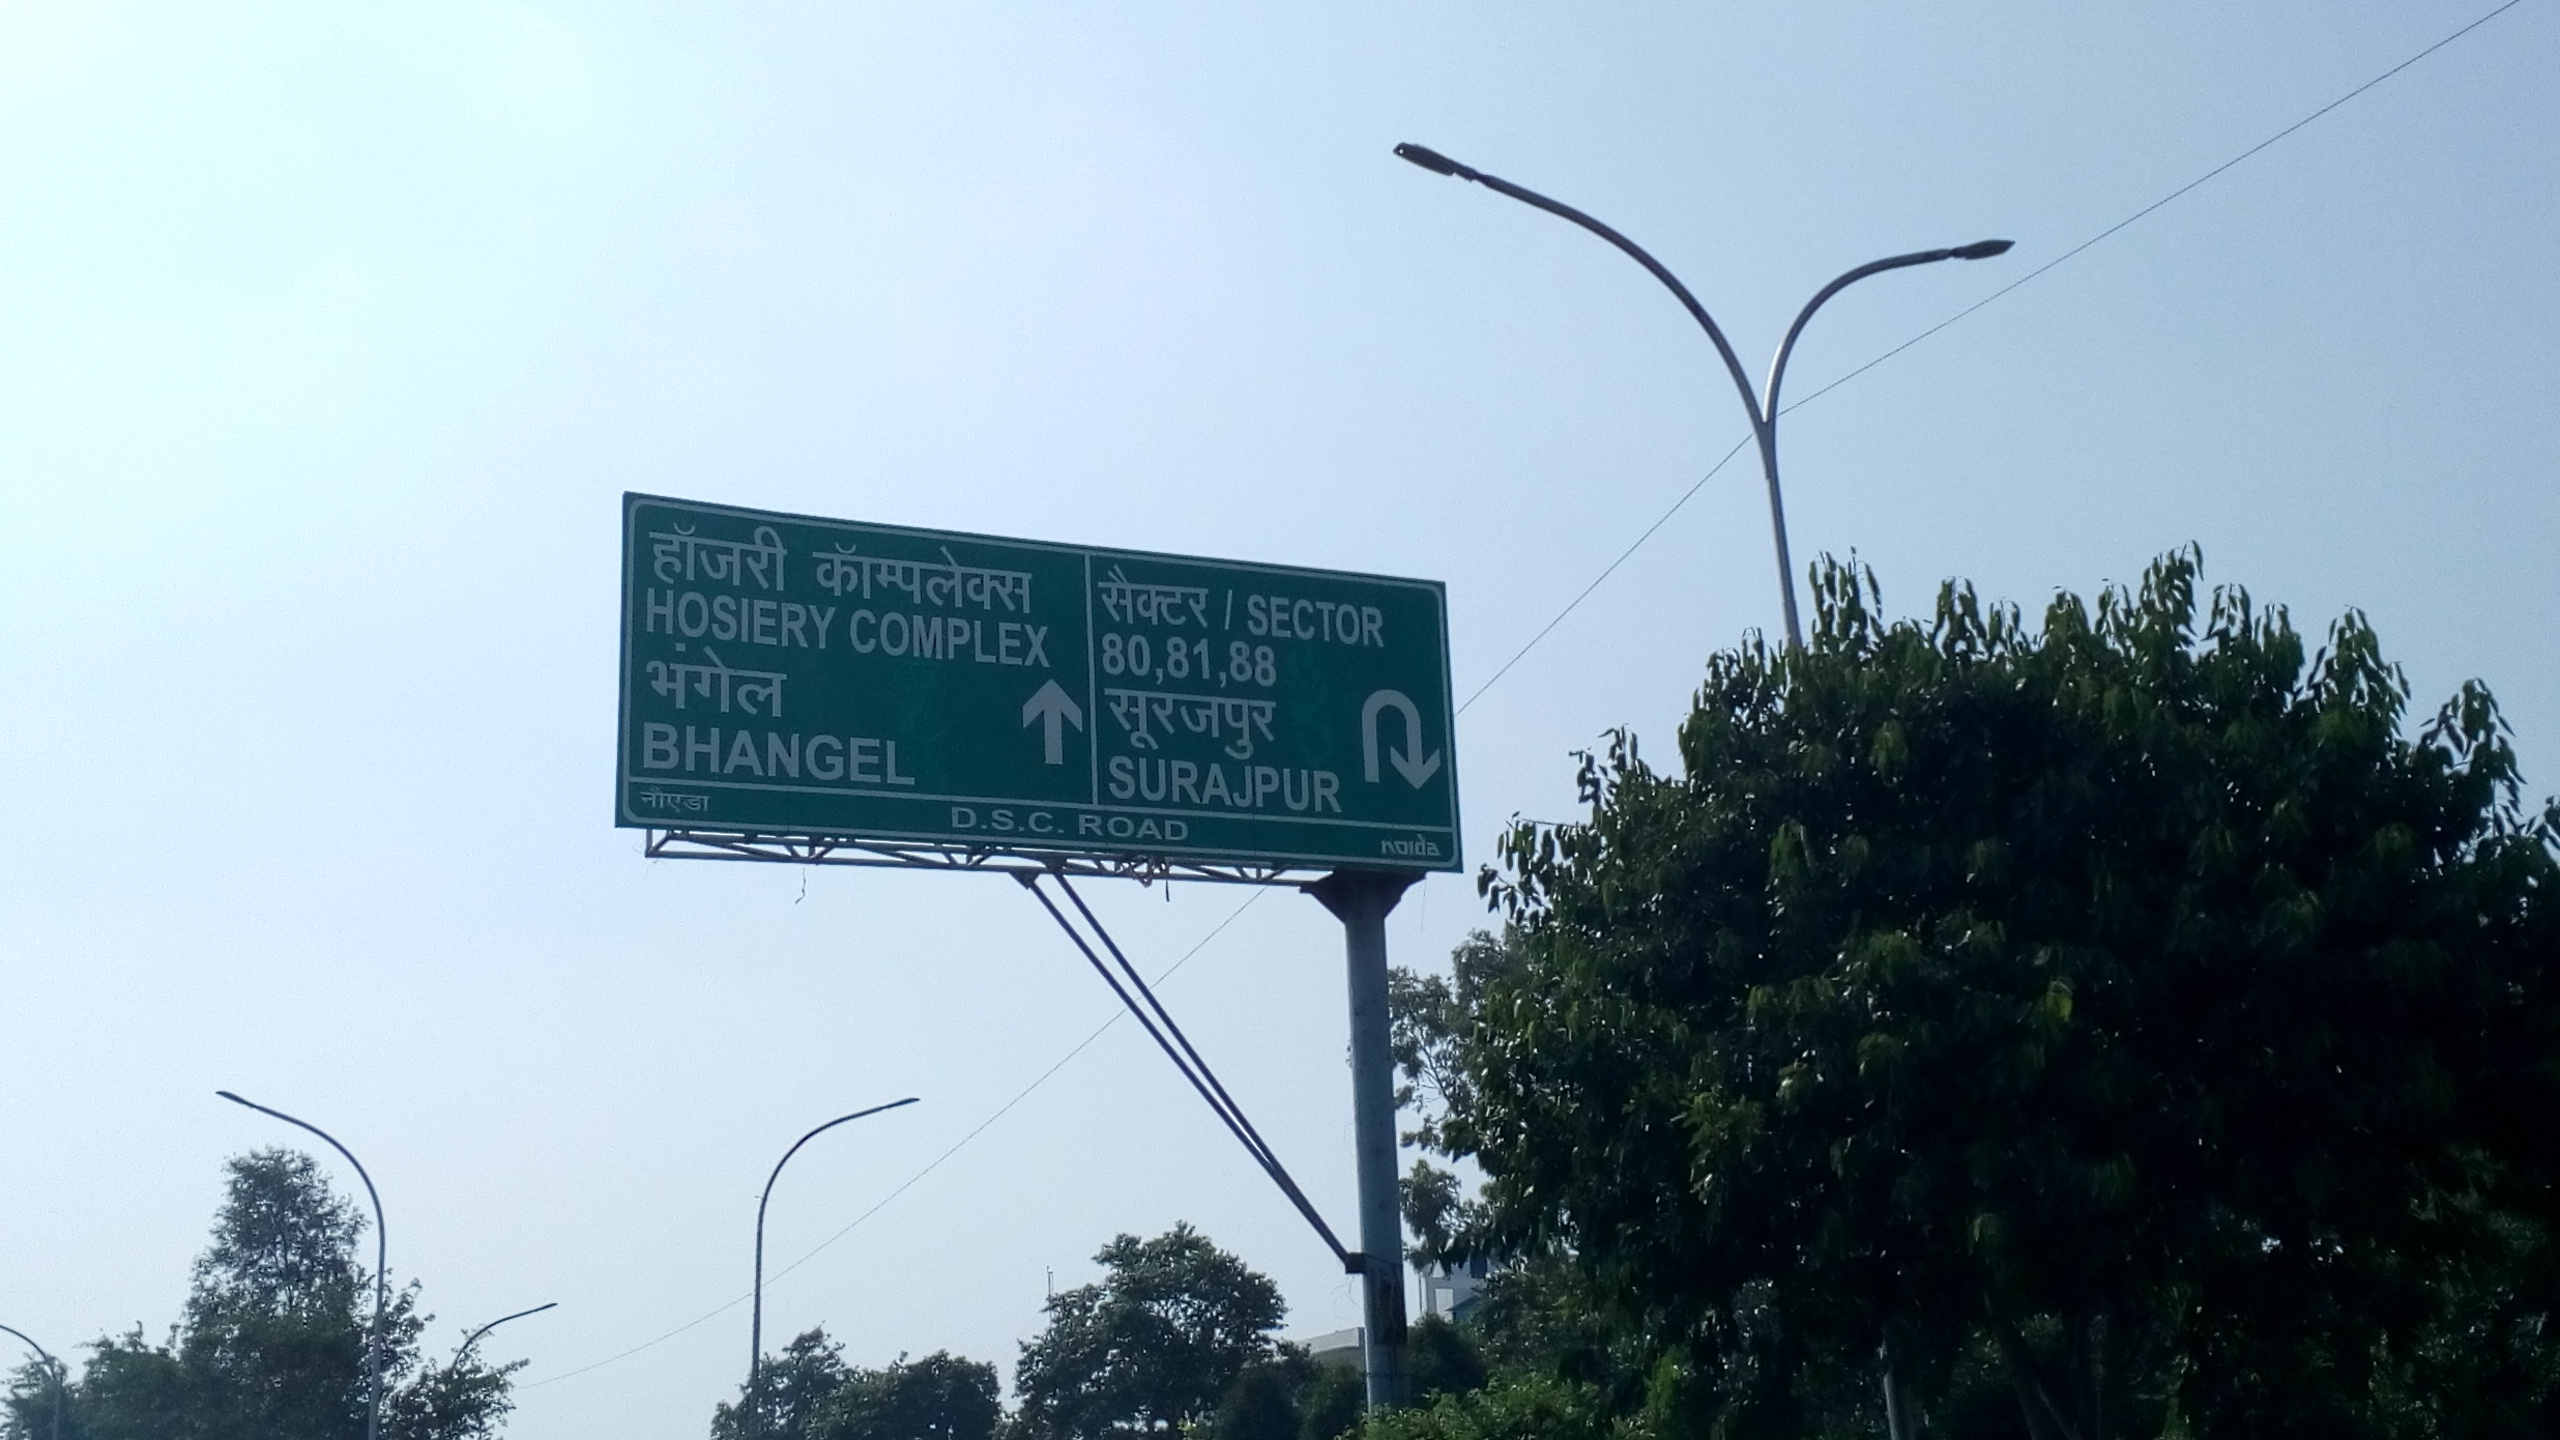 हॉजरी कॉम्पलेक्स
HOSIERY COMPLEX
भंगेल
BHANGEL
सैक्टर / SECTOR
80,81,88
सूरजपुर
SURAJPUR
नौएडा
D.S.C. ROAD
noida